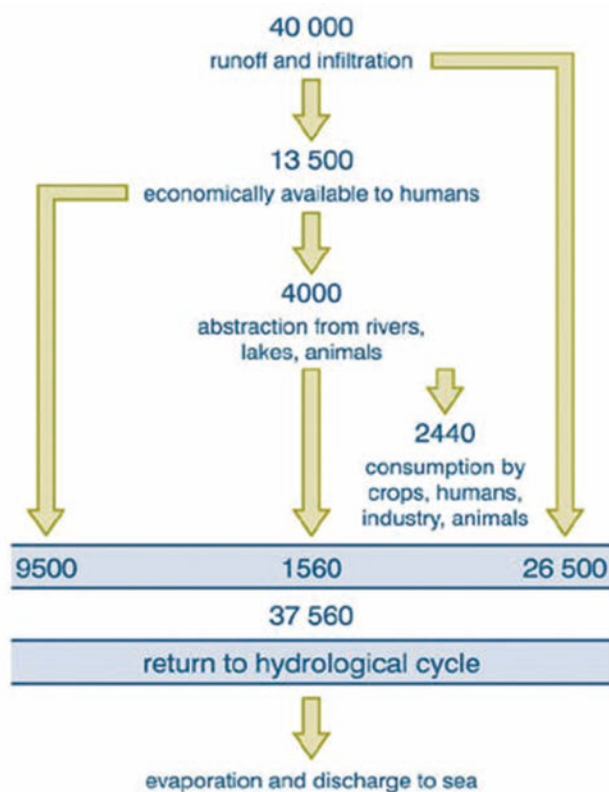 40 000
runoff and infiltration
13 500
economically available to humans
4000
abstraction from rivers,
lakes, animals
2440
consumption by
crops, humans,
industry, animals
9500 1560 26 500
37 560
return to hydrological cycle
evaporation and discharge to sea